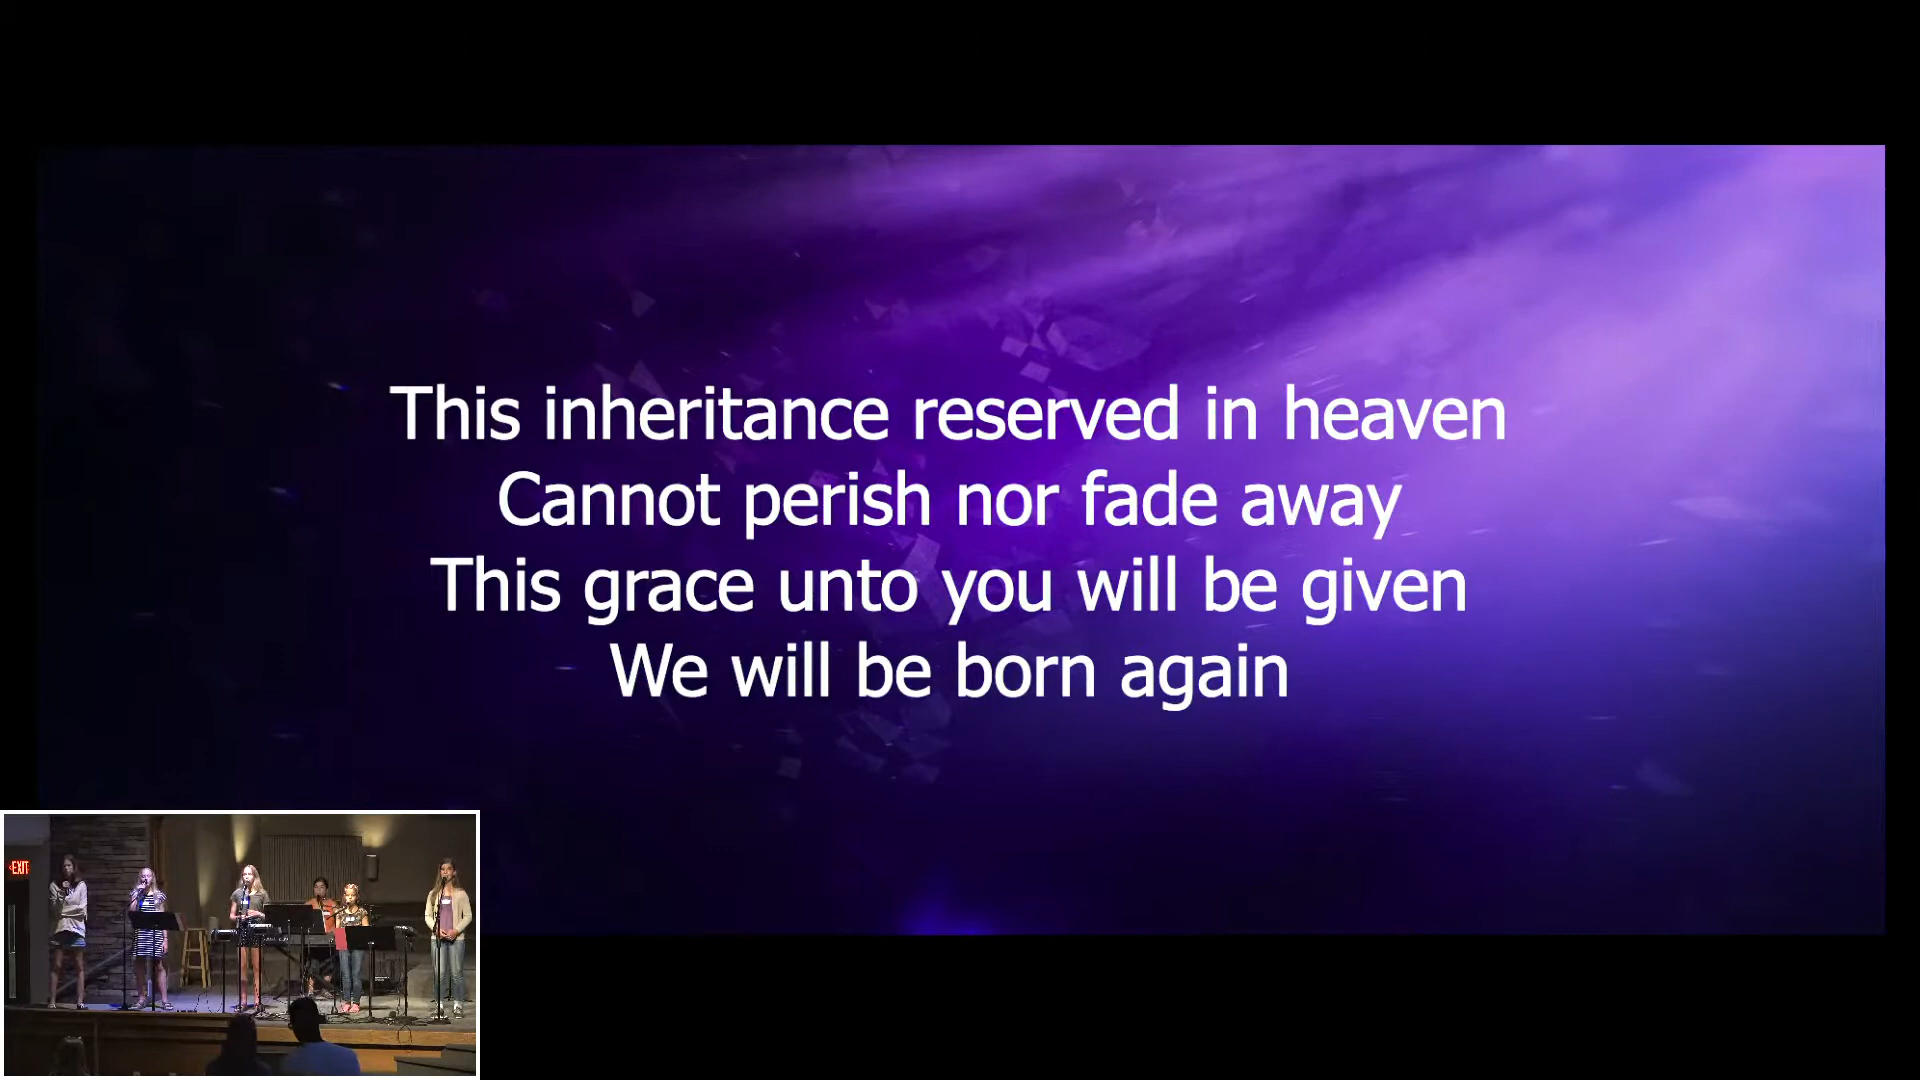 This inheritance reserved in heaven
Cannot perish nor fade away
This grace unto you will be given
We will be born again
EXIT